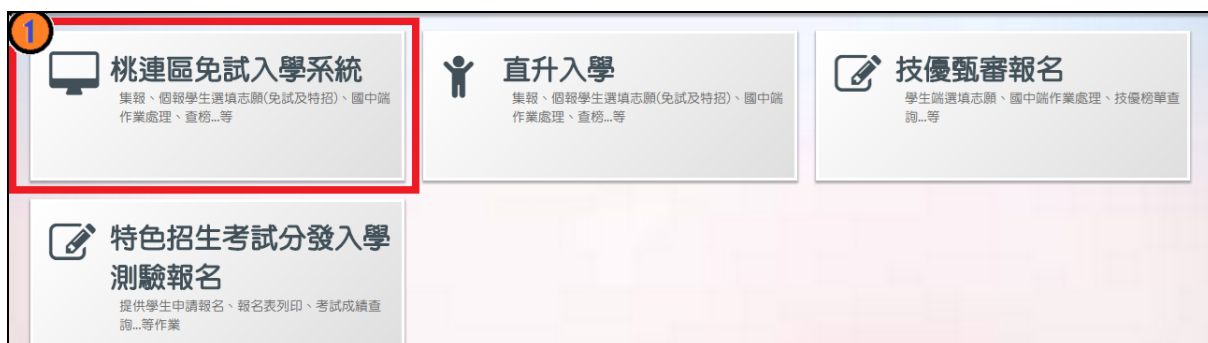 1
桃連區免試入學系統
集報、個報學生選填志願(免試及特招)、國中端
作業處理、查榜...等
直升入學
集報、個報學生選填志願(免試及特招)、國中端
作業處理、查榜...等
技優甄審報名
學生端選填志願、國中端作業處理、技優榜單查
詢...等
特色招生考試分發入學
測驗報名
提供學生申請報名、報名表列印、考試成績查
詢...等作業